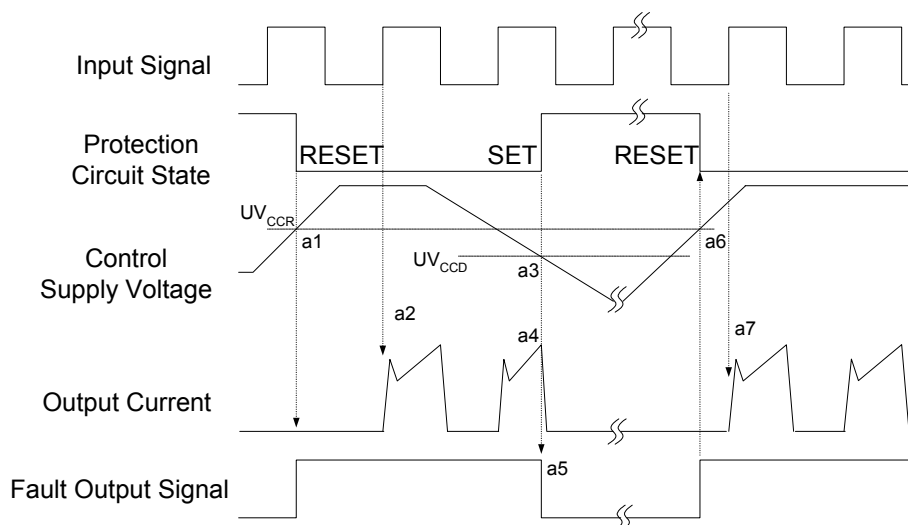 Input Signal
Protection
Circuit State
RESET
SET
RESET
UVCCR
a1
a6
Control
Supply Voltage
UVCCD
a3
a2
a4
a7
Output Current
a5
Fault Output Signal